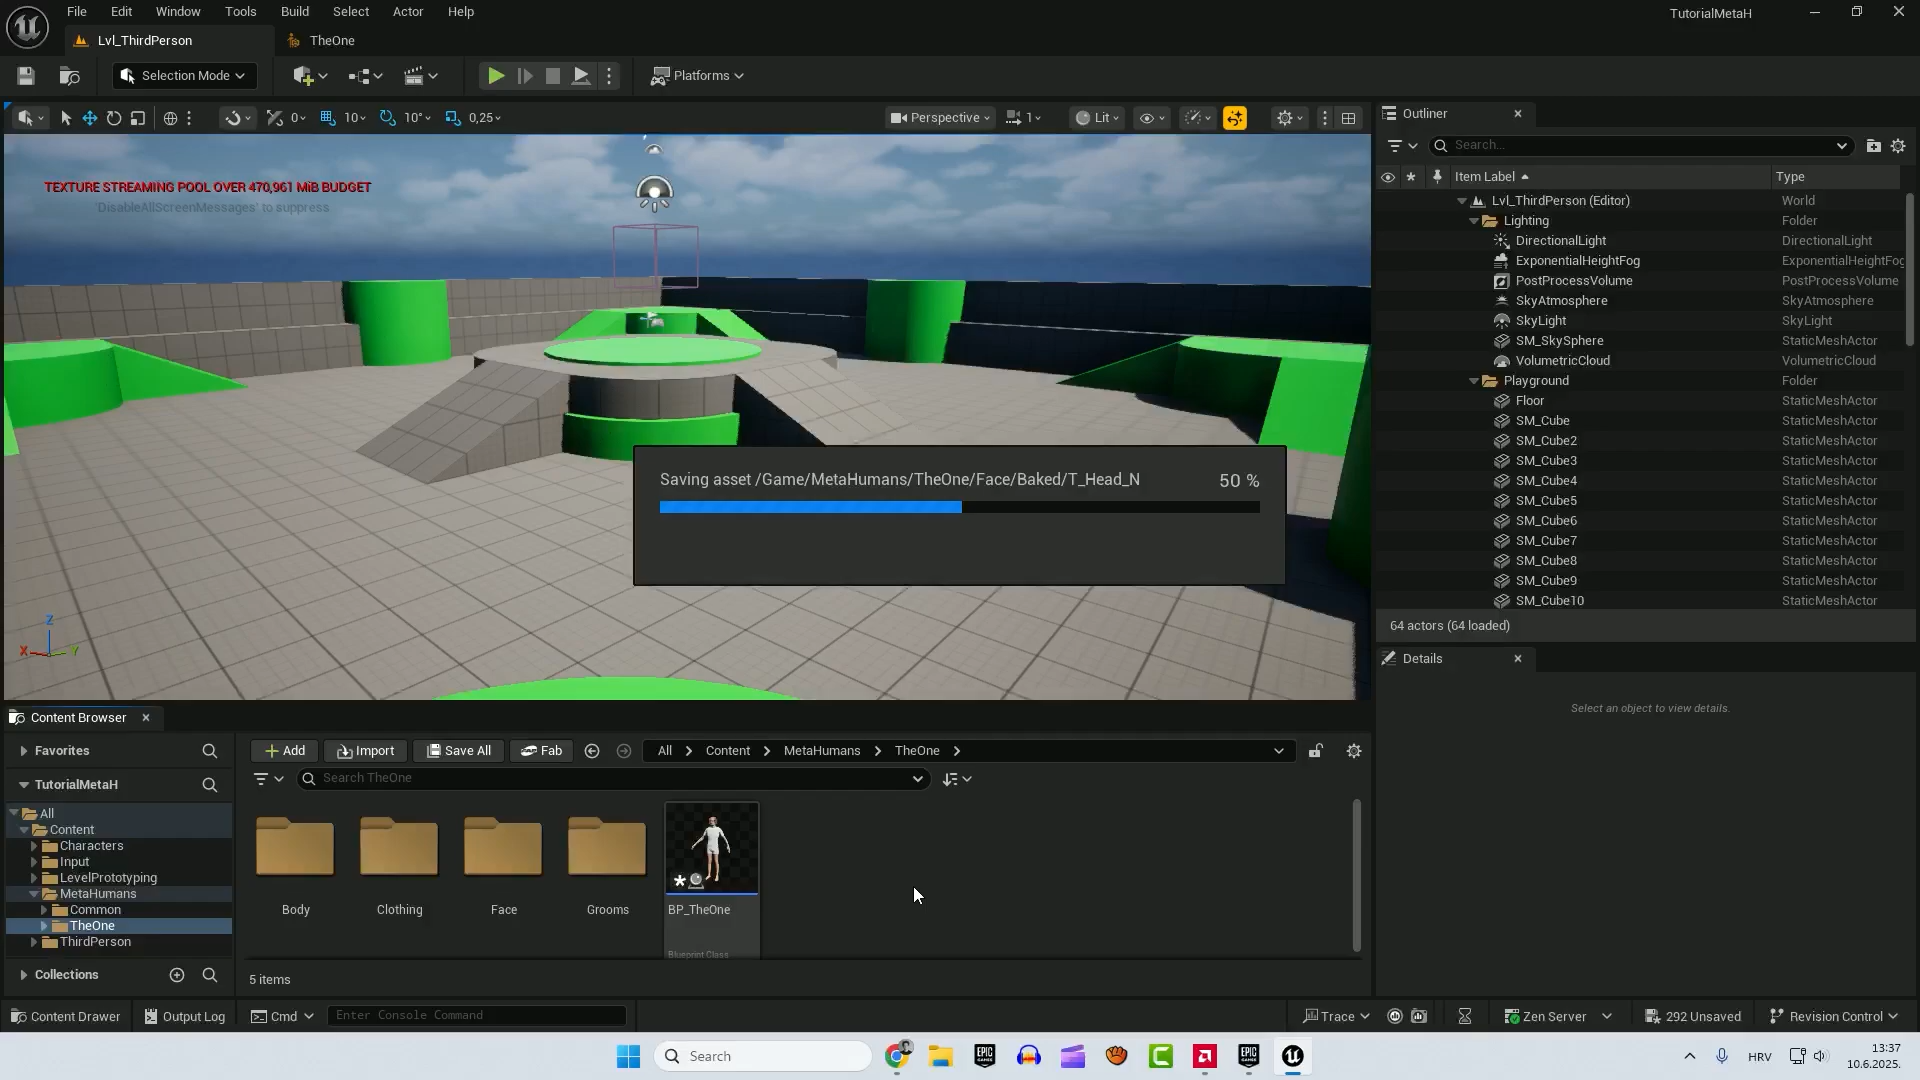 File Edit Window Tools Build Select Actor Help
TutorialMetaH
Lvl_ThirdPerson
TheOne
Selection Mode
Platforms
0
10
10°
0,25
Perspective
1
Lit
TEXTURE STREAMING POOL OVER 470,961 MiB BUDGET
'DisableAllScreenMessages' to suppress
Saving asset /Game/MetaHumans/TheOne/Face/Baked/T_Head_N
50 %
Z
X
Y
Outliner
Search...
Item Label
Type
Lvl_ThirdPerson (Editor) World
Lighting Folder
DirectionalLight DirectionalLight
ExponentialHeightFog ExponentialHeightFog
PostProcessVolume PostProcessVolume
SkyAtmosphere SkyAtmosphere
SkyLight SkyLight
SM_SkySphere StaticMeshActor
VolumetricCloud VolumetricCloud
Playground Folder
Floor StaticMeshActor
SM_Cube StaticMeshActor
SM_Cube2 StaticMeshActor
SM_Cube3 StaticMeshActor
SM_Cube4 StaticMeshActor
SM_Cube5 StaticMeshActor
SM_Cube6 StaticMeshActor
SM_Cube7 StaticMeshActor
SM_Cube8 StaticMeshActor
SM_Cube9 StaticMeshActor
SM_Cube10 StaticMeshActor
64 actors (64 loaded)
Details
Select an object to view details.
Content Browser
Favorites
TutorialMetaH
All
Content
Characters
Input
LevelPrototyping
MetaHumans
Common
TheOne
ThirdPerson
Collections
Add Import Save All Fab
All Content MetaHumans TheOne
Search TheOne
Body
Clothing
Face
Grooms
BP_TheOne
Blueprint Class
5 items
Content Drawer
Output Log
Cmd
Enter Console Command
Trace
Zen Server
292 Unsaved
Revision Control
Search
HRV
13:37
10.6.2025.